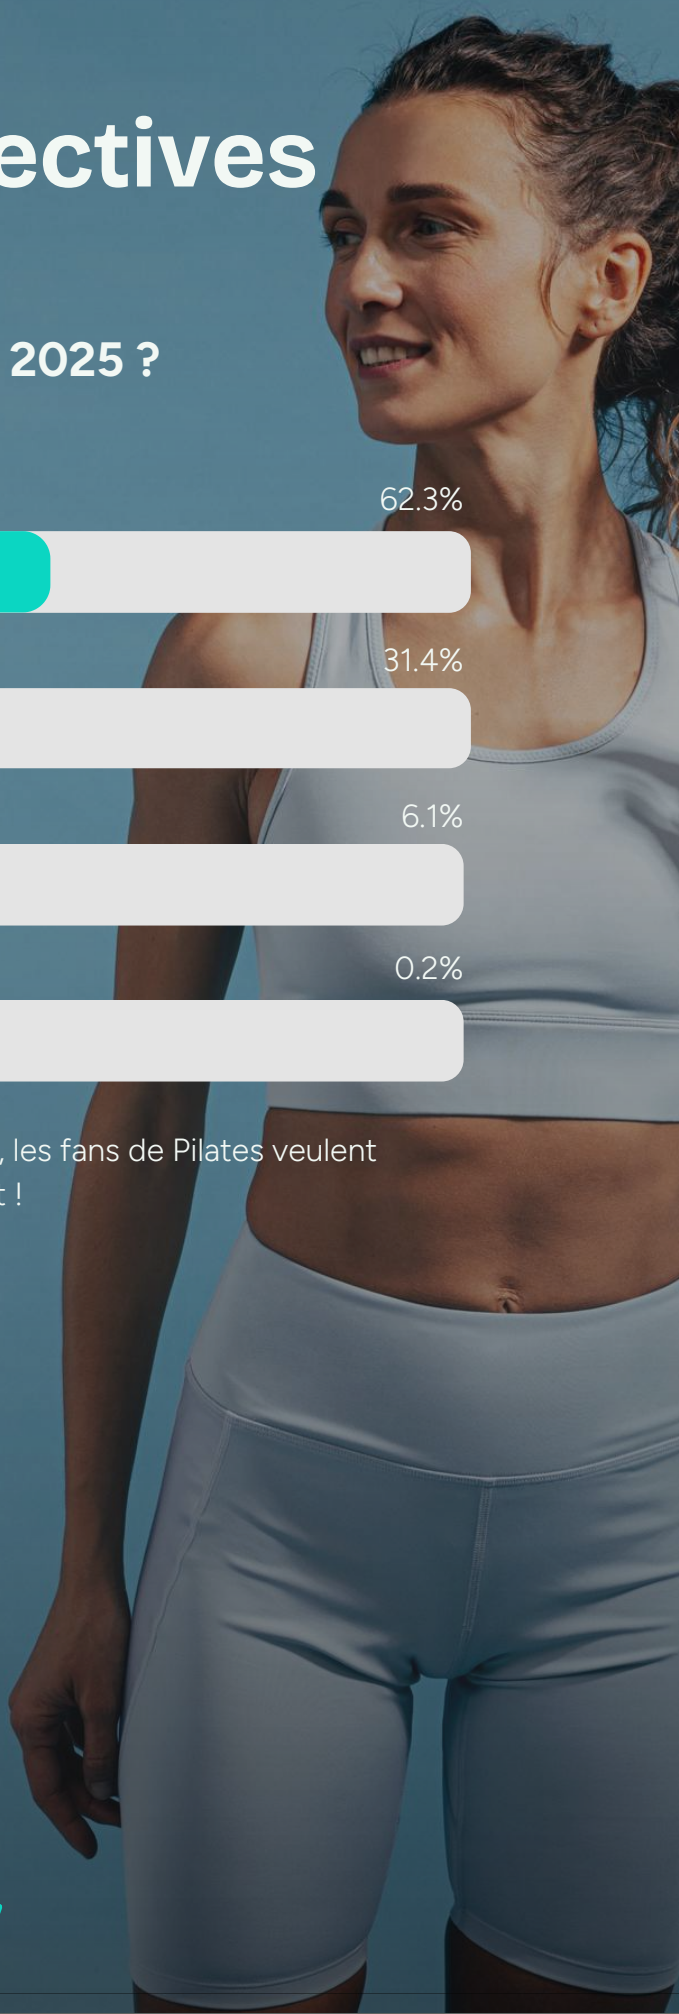 ectives
2025 ?
62.3%
31.4%
6.1%
0.2%
, les fans de Pilates veulent
t !